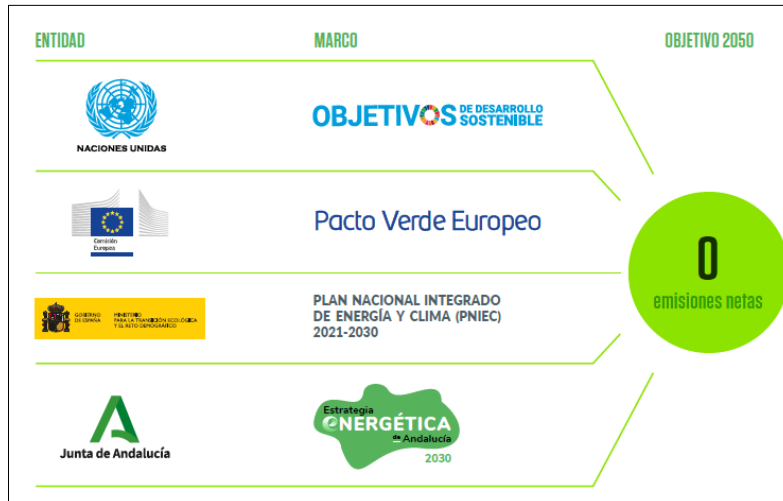 ENTIDAD
MARCO
OBJETIVO 2050
NACIONES UNIDAS
OBJETIVOS DE DESARROLLO
SOSTENIBLE
Comisión
Europea
Pacto Verde Europeo
GOBIERNO
DE ESPAÑA
MINISTERIO
PARA LA TRANSICIÓN ECOLÓGICA
Y EL RETO DEMOGRÁFICO
PLAN NACIONAL INTEGRADO
DE ENERGÍA Y CLIMA (PNIEC)
2021-2030
0
emisiones netas
Junta de Andalucía
Estrategia
eNERGÉTICA
de Andalucía
2030